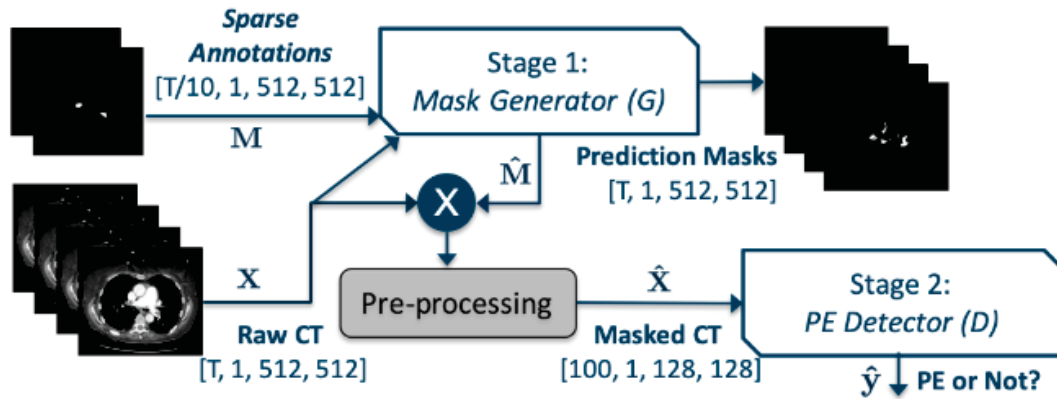 Sparse
Annotations
[T/10, 1, 512, 512]
M
Stage 1:
Mask Generator (G)
M̂
Prediction Masks
[T, 1, 512, 512]
X
X
Raw CT
[T, 1, 512, 512]
Pre-processing
X̂
Masked CT
[100, 1, 128, 128]
Stage 2:
PE Detector (D)
ŷ PE or Not?